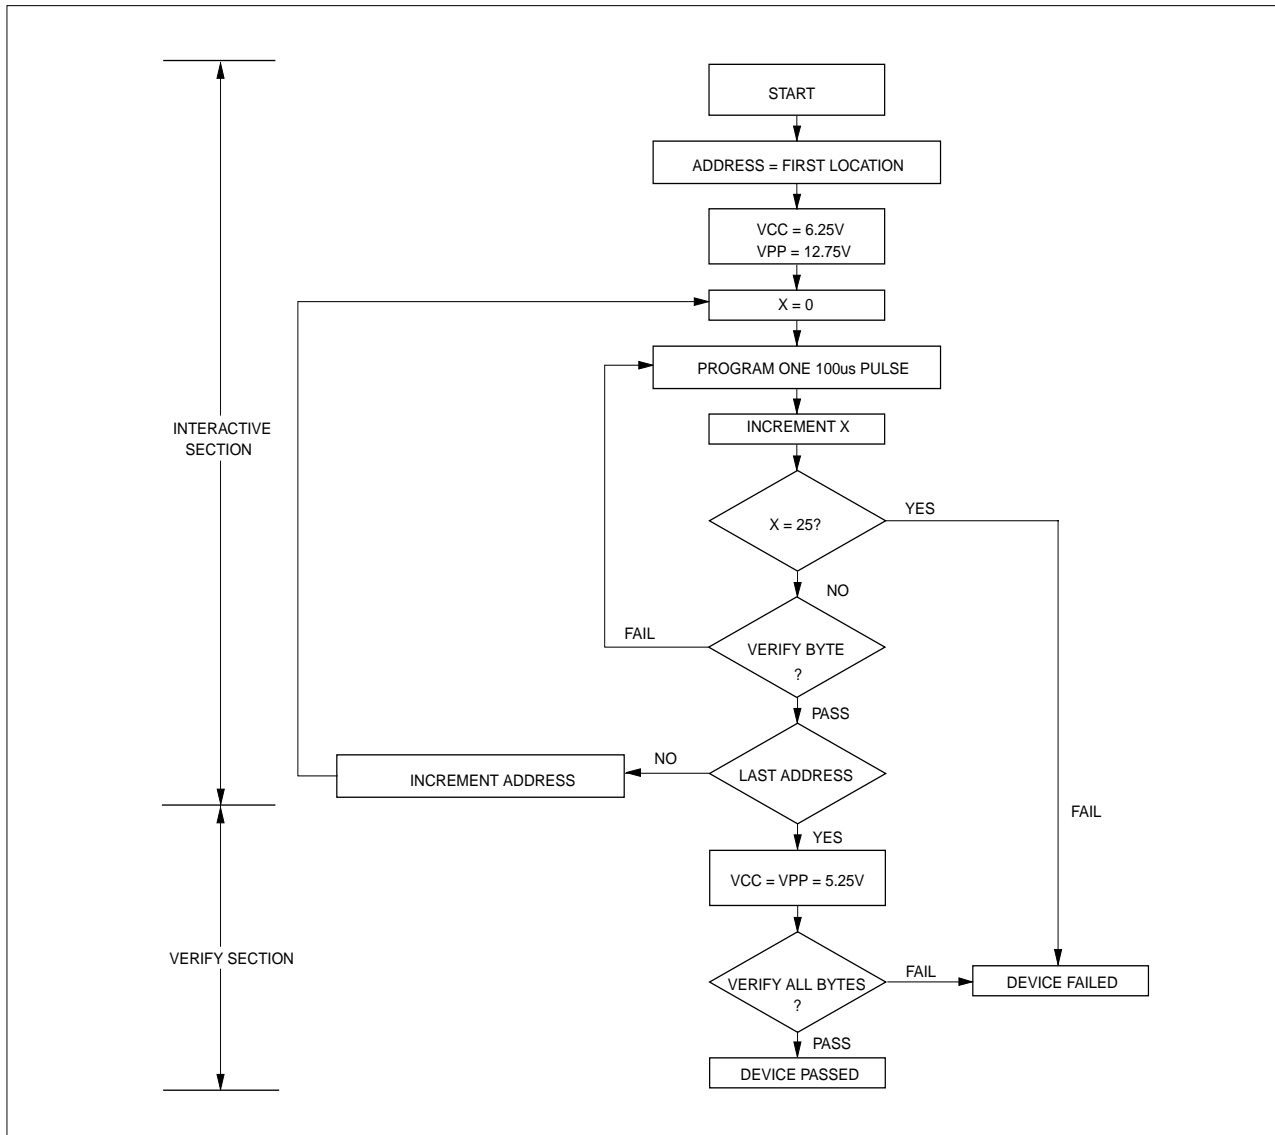 START
ADDRESS = FIRST LOCATION
VCC = 6.25V
VPP = 12.75V
X = 0
PROGRAM ONE 100us PULSE
INTERACTIVE
SECTION
INCREMENT X
X = 25?
YES
NO
FAIL
VERIFY BYTE
?
PASS
NO
INCREMENT ADDRESS
LAST ADDRESS
FAIL
YES
VCC = VPP = 5.25V
VERIFY SECTION
VERIFY ALL BYTES
?
FAIL
DEVICE FAILED
PASS
DEVICE PASSED